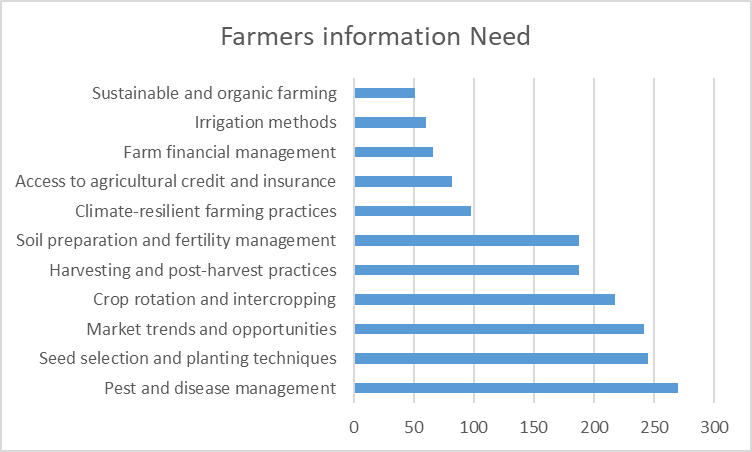 Farmers information Need
Sustainable and organic farming
Irrigation methods
Farm financial management
Access to agricultural credit and insurance
Climate-resilient farming practices
Soil preparation and fertility management
Harvesting and post-harvest practices
Crop rotation and intercropping
Market trends and opportunities
Seed selection and planting techniques
Pest and disease management
0 50 100 150 200 250 300